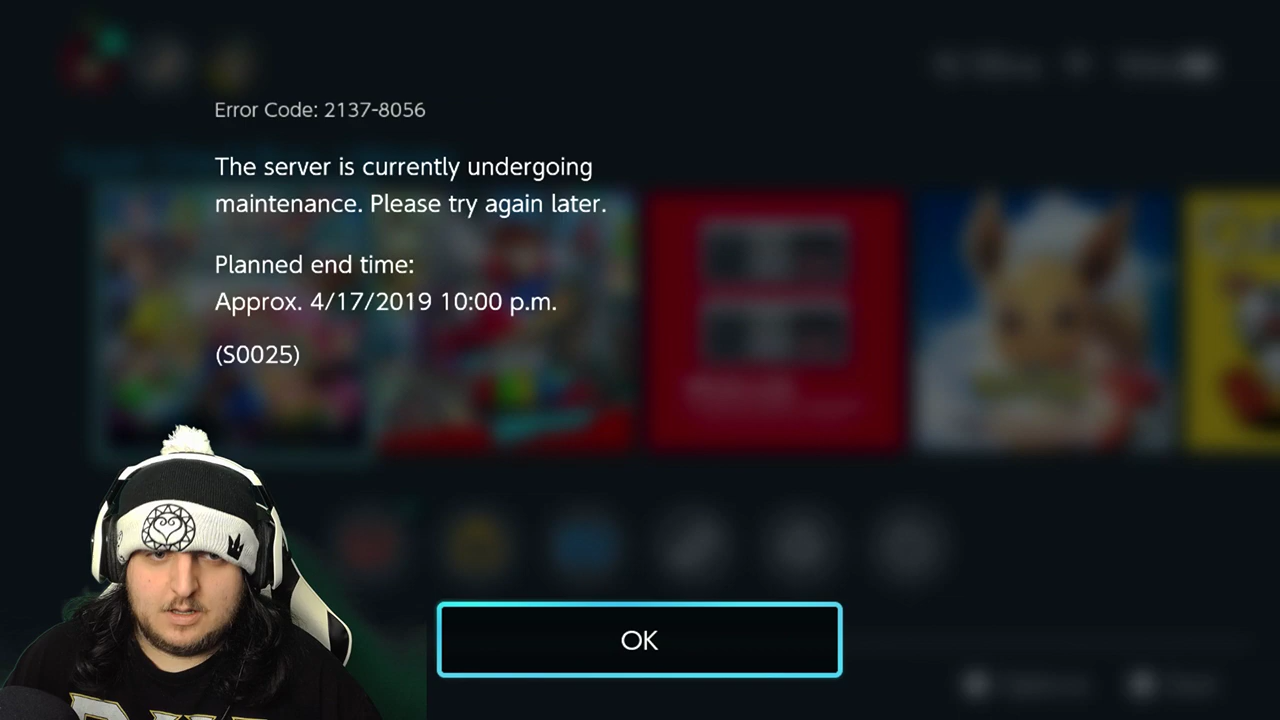 Error Code: 2137-8056
The server is currently undergoing
maintenance. Please try again later.
Planned end time:
Approx. 4/17/2019 10:00 p.m.
(S0025)
OK